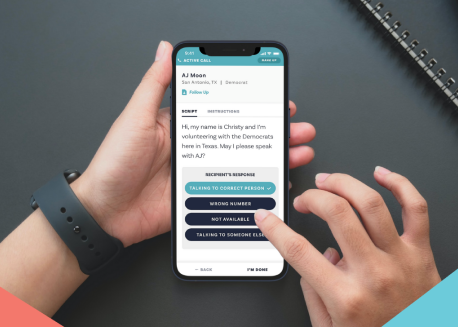 9:41
ACTIVE CALL
HANG UP
AJ Moon
San Antonio, TX | Democrat
Follow Up
SCRIPT INSTRUCTIONS
Hi, my name is Christy and I'm
volunteering with the Democrats
here in Texas. May I please speak
with AJ?
RECIPIENT'S RESPONSE
TALKING TO CORRECT PERSON
WRONG NUMBER
NOT AVAILABLE
TALKING TO SOMEONE ELSE
← BACK I'M DONE